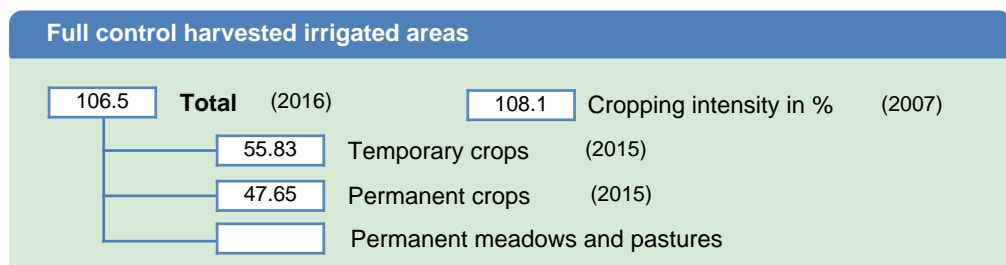 Full control harvested irrigated areas
106.5 Total (2016) 108.1 Cropping intensity in % (2007)
55.83 Temporary crops (2015)
47.65 Permanent crops (2015)
Permanent meadows and pastures